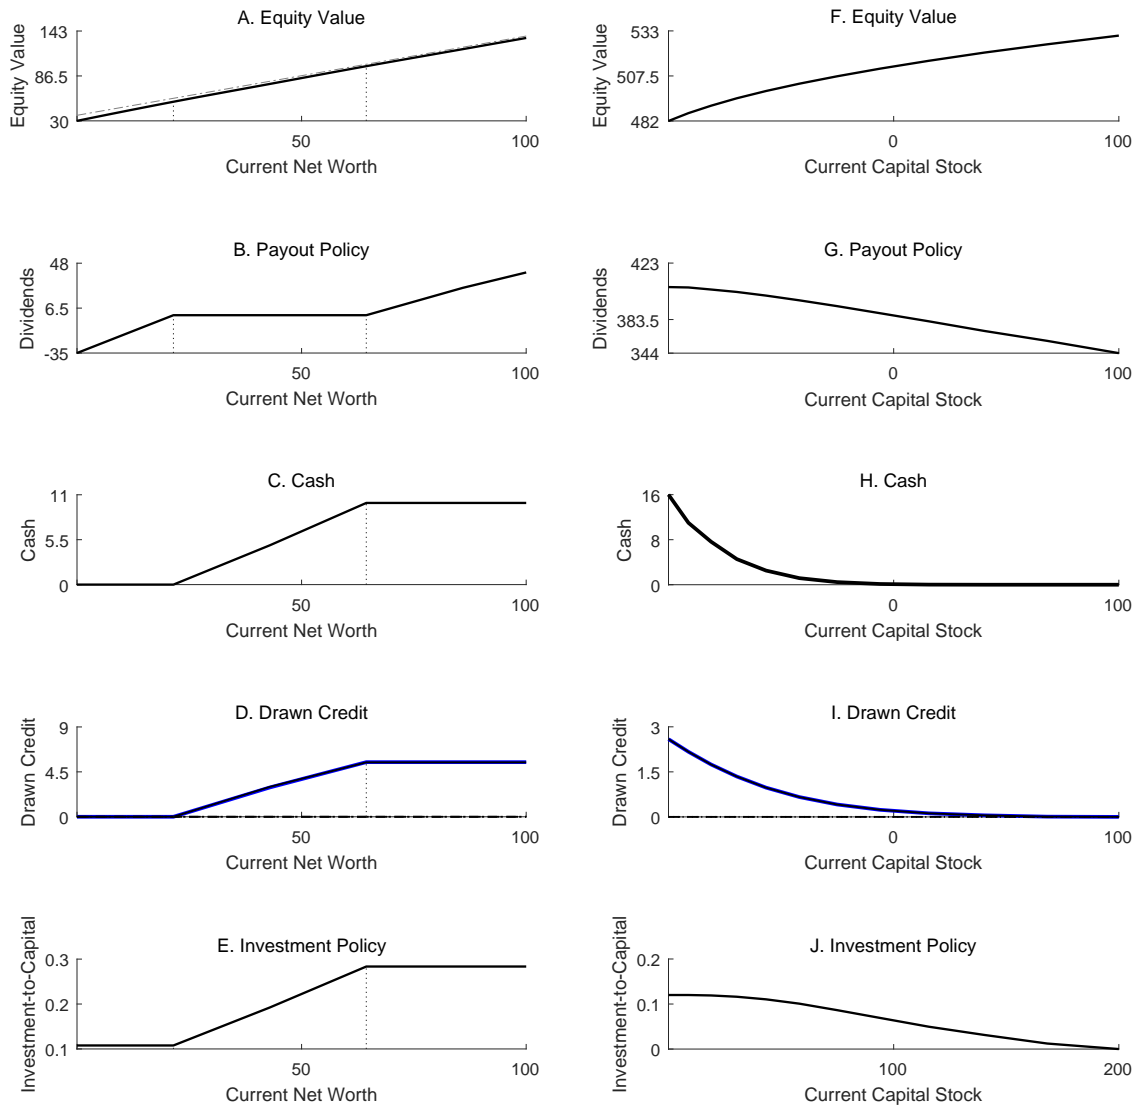 A. Equity Value
143
86.5
30
Equity Value
50
100
Current Net Worth
B. Payout Policy
48
6.5
-35
Dividends
50
100
Current Net Worth
C. Cash
11
5.5
0
Cash
50
100
Current Net Worth
D. Drawn Credit
9
4.5
0
Drawn Credit
50
100
Current Net Worth
E. Investment Policy
0.3
0.2
0.1
Investment-to-Capital
50
100
Current Net Worth
F. Equity Value
533
507.5
482
Equity Value
0
100
Current Capital Stock
G. Payout Policy
423
383.5
344
Dividends
0
100
Current Capital Stock
H. Cash
16
8
0
Cash
0
100
Current Capital Stock
I. Drawn Credit
3
1.5
0
Drawn Credit
0
100
Current Capital Stock
J. Investment Policy
0.2
0.1
0
Investment-to-Capital
100
200
Current Capital Stock